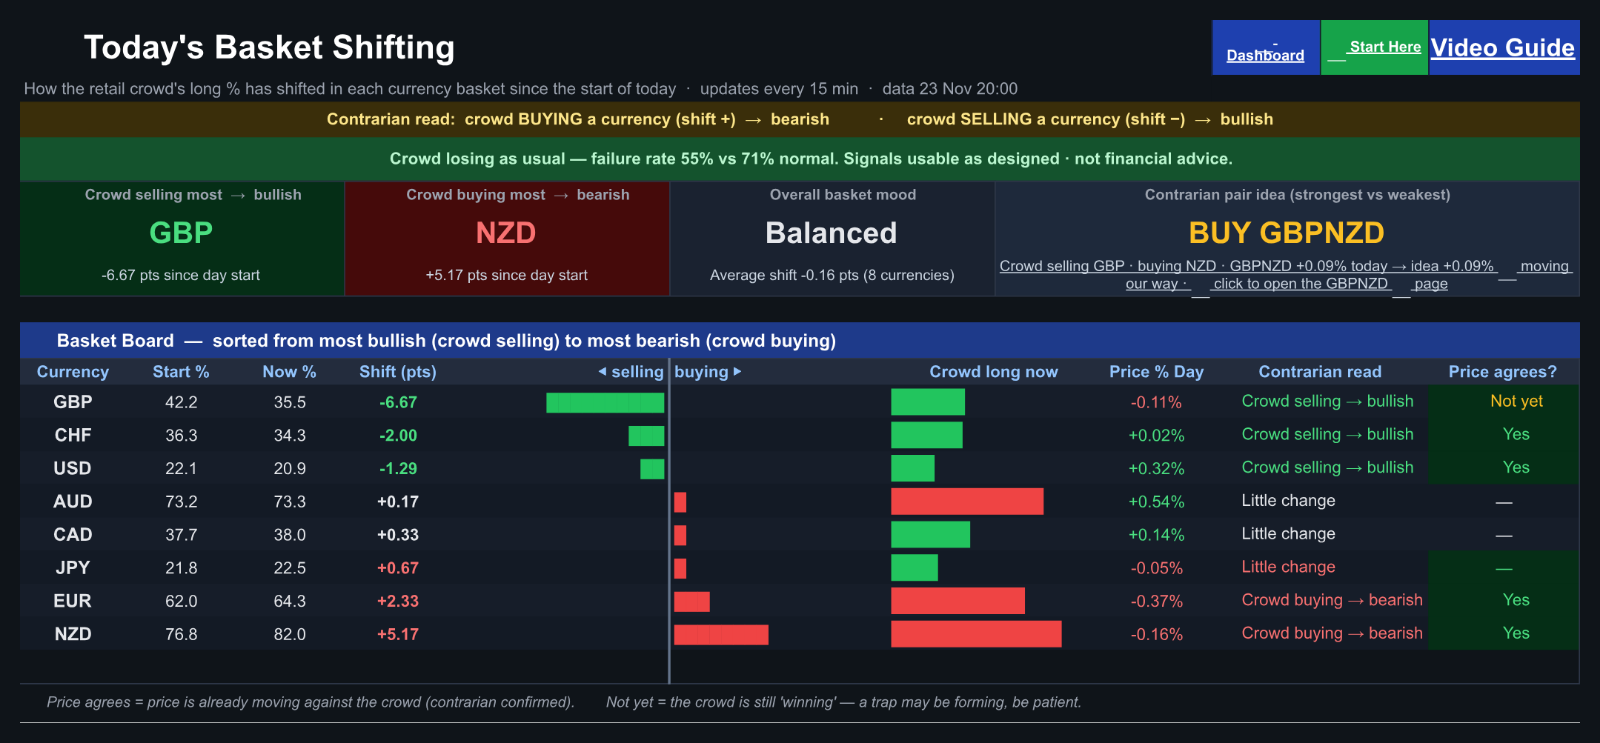 Today's Basket Shifting
Dashboard
Start Here
Video Guide
How the retail crowd's long % has shifted in each currency basket since the start of today · updates every 15 min · data 23 Nov 20:00
Contrarian read: crowd BUYING a currency (shift +) → bearish · crowd SELLING a currency (shift −) → bullish
Crowd losing as usual — failure rate 55% vs 71% normal. Signals usable as designed · not financial advice.
Crowd selling most → bullish
GBP
-6.67 pts since day start
Crowd buying most → bearish
NZD
+5.17 pts since day start
Overall basket mood
Balanced
Average shift -0.16 pts (8 currencies)
Contrarian pair idea (strongest vs weakest)
BUY GBPNZD
Crowd selling GBP · buying NZD · GBPNZD +0.09% today → idea +0.09% moving
our way · click to open the GBPNZD page
Basket Board — sorted from most bullish (crowd selling) to most bearish (crowd buying)
Currency Start % Now % Shift (pts) ◄ selling buying ► Crowd long now Price % Day Contrarian read Price agrees?
GBP 42.2 35.5 -6.67 -0.11% Crowd selling → bullish Not yet
CHF 36.3 34.3 -2.00 +0.02% Crowd selling → bullish Yes
USD 22.1 20.9 -1.29 +0.32% Crowd selling → bullish Yes
AUD 73.2 73.3 +0.17 +0.54% Little change —
CAD 37.7 38.0 +0.33 +0.14% Little change —
JPY 21.8 22.5 +0.67 -0.05% Little change —
EUR 62.0 64.3 +2.33 -0.37% Crowd buying → bearish Yes
NZD 76.8 82.0 +5.17 -0.16% Crowd buying → bearish Yes
Price agrees = price is already moving against the crowd (contrarian confirmed). Not yet = the crowd is still 'winning' — a trap may be forming, be patient.